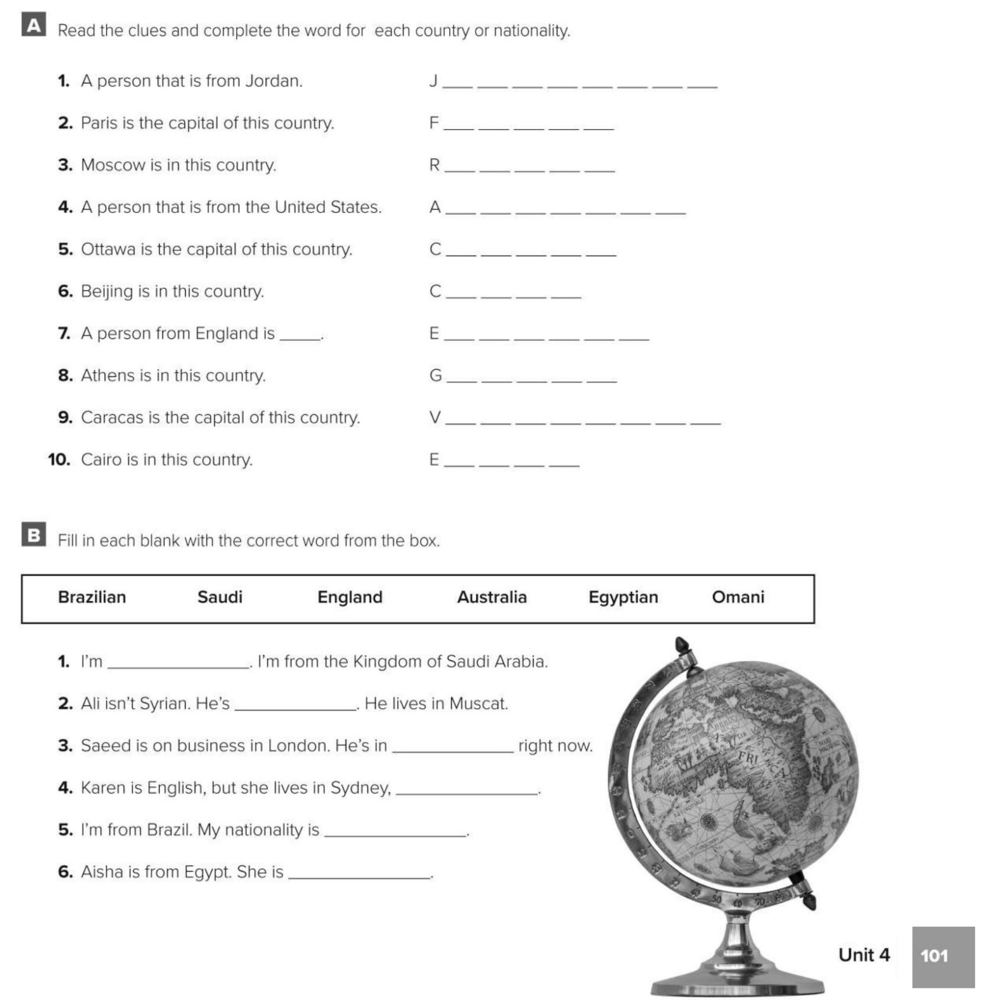 A Read the clues and complete the word for each country or nationality.
1. A person that is from Jordan. J ___ ___ ___ ___ ___ ___ ___ ___
2. Paris is the capital of this country. F ___ ___ ___ ___ ___
3. Moscow is in this country. R ___ ___ ___ ___ ___
4. A person that is from the United States. A ___ ___ ___ ___ ___ ___ ___
5. Ottawa is the capital of this country. C ___ ___ ___ ___ ___
6. Beijing is in this country. C ___ ___ ___ ___
7. A person from England is _____. E ___ ___ ___ ___ ___ ___
8. Athens is in this country. G ___ ___ ___ ___ ___
9. Caracas is the capital of this country. V ___ ___ ___ ___ ___ ___ ___ ___
10. Cairo is in this country. E ___ ___ ___ ___
B Fill in each blank with the correct word from the box.
Brazilian Saudi England Australia Egyptian Omani
1. I'm _______________. I'm from the Kingdom of Saudi Arabia.
2. Ali isn't Syrian. He's _____________. He lives in Muscat.
3. Saeed is on business in London. He's in _____________ right now.
4. Karen is English, but she lives in Sydney, _______________.
5. I'm from Brazil. My nationality is _______________.
6. Aisha is from Egypt. She is _______________.
50 60 70
Unit 4 101